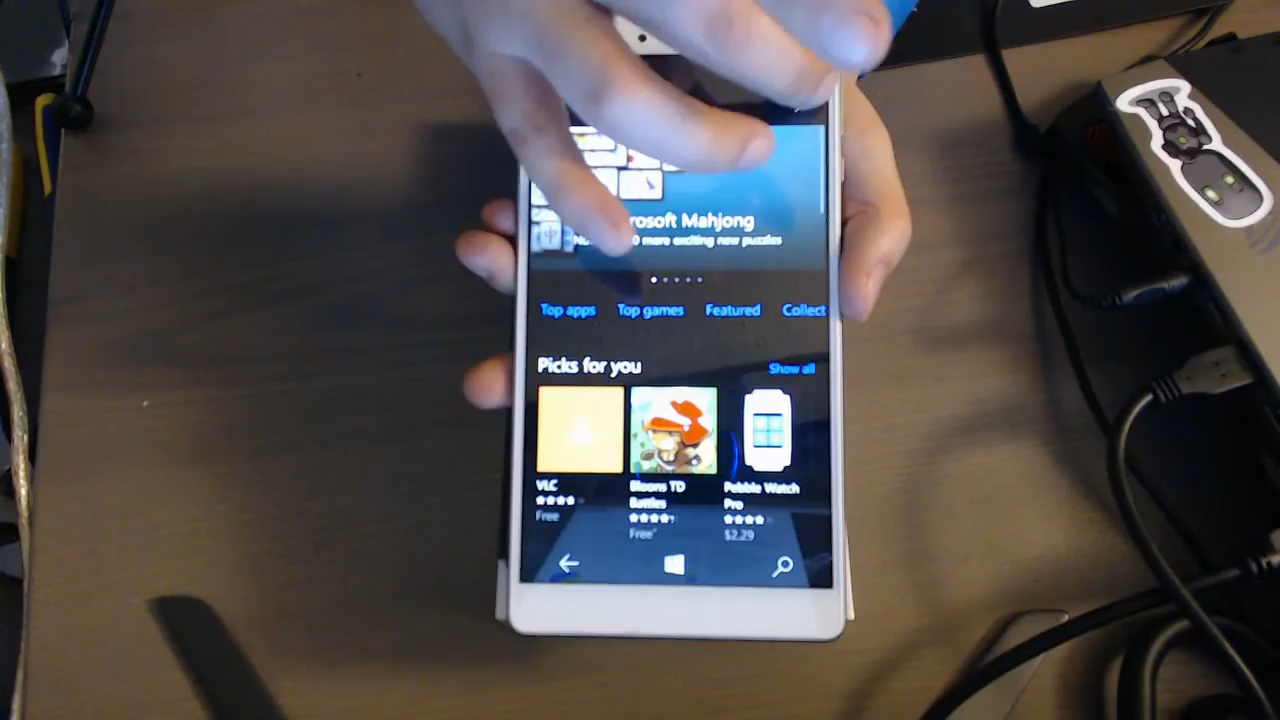 rosoft Mahjong
0 more exciting new puzzles
Top apps Top games Featured Collect
Picks for you Show all
VLC
Free
Bloons TD
Battles
Free*
Pebble Watch
Pro
$2.29